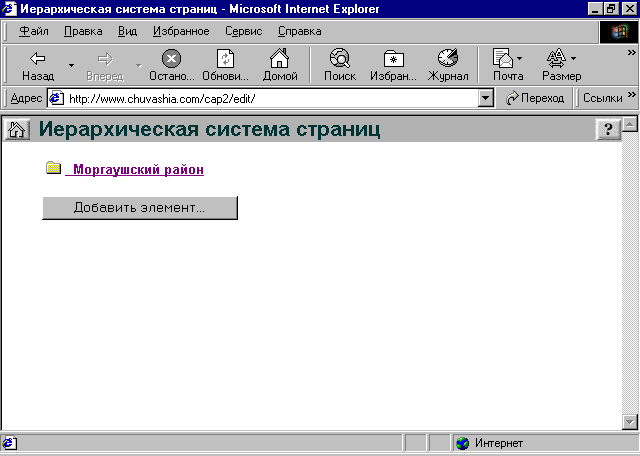 Иерархическая система страниц - Microsoft Internet Explorer
Файл Правка Вид Избранное Сервис Справка
Назад Вперед Остано... Обнови... Домой Поиск Избран... Журнал Почта Размер »
Адрес http://www.chuvashia.com/cap2/edit/ Переход Ссылки »
Иерархическая система страниц ?
Моргаушский район
Добавить элемент...
Интернет